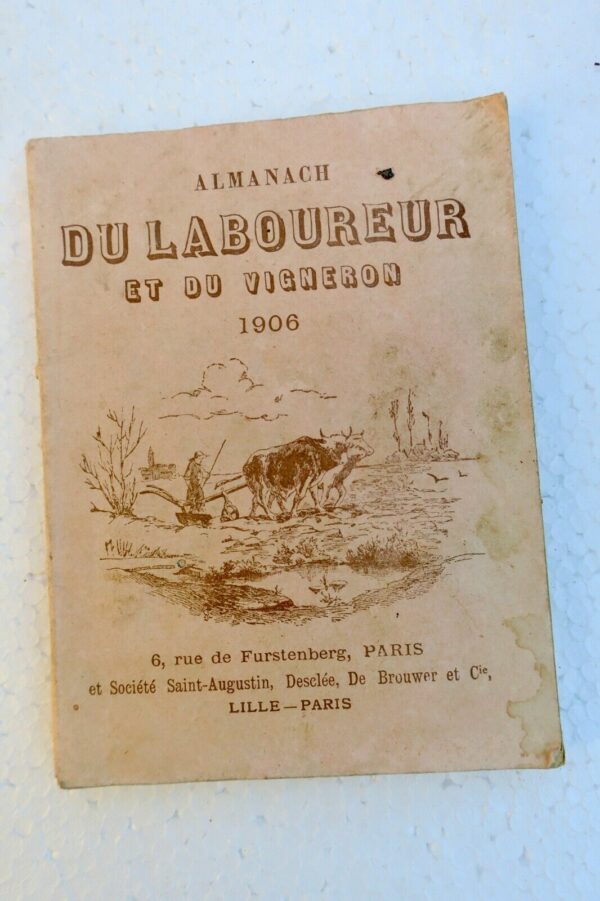 ALMANACH
DU LABOUREUR
ET DU VIGNERON
1906
6, rue de Furstenberg, PARIS
et Société Saint-Augustin, Desclée, De Brouwer et Cie,
LILLE—PARIS